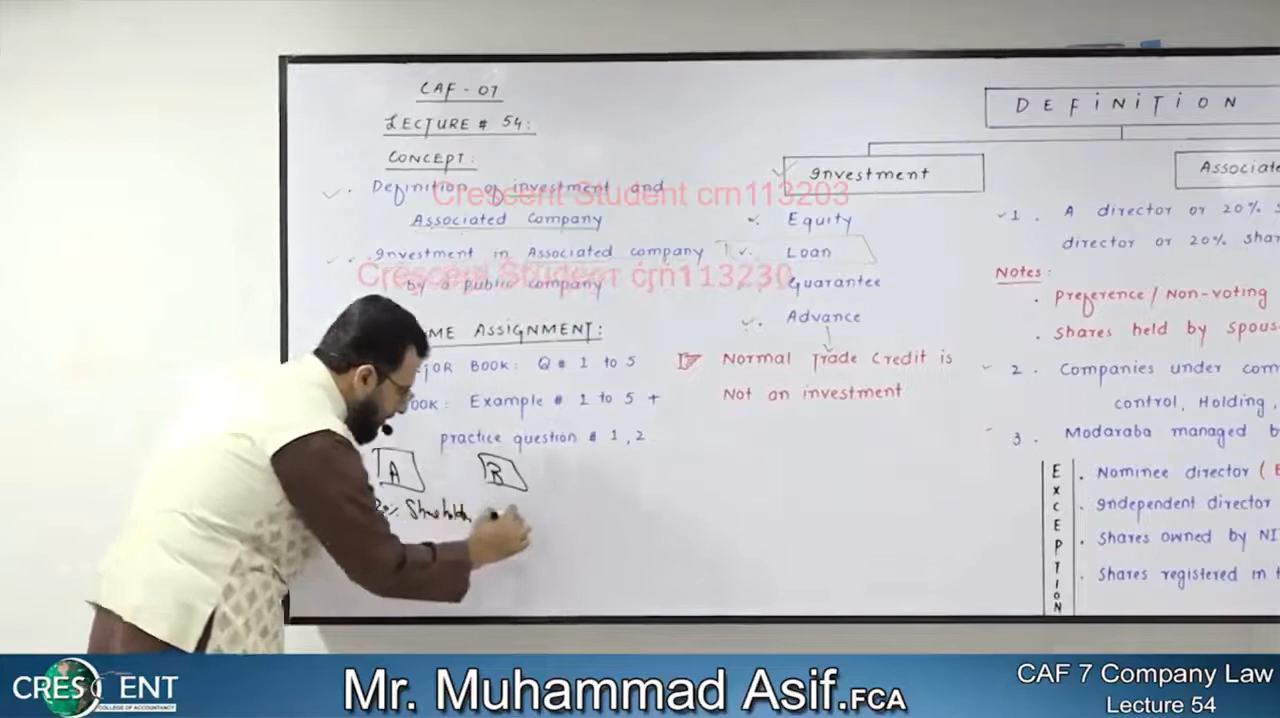 CAF - 07
LECTURE # 54:
CONCEPT:
. Definition of investment and
Associated Company
. Investment in Associated company
by a public company
ME ASSIGNMENT:
TOR BOOK: Q # 1 to 5
OOK: Example # 1 to 5 +
practice question # 1, 2
A
B
Shareholder
DEFINITION
Investment
Equity
Loan
Guarantee
Advance
Normal Trade Credit is
Not an investment
Associate
1. A director or 20% s
director or 20% shar
Notes:
. preference / Non-voting
. shares held by spous
2. Companies under com
control, Holding,
3. Modaraba managed b
EXCEPTION
. Nominee director (E
. Independent director
. Shares owned by NI
. Shares registered in t
Crescent Student crn113203
Crescent Student crn113230
CRESCENT
COLLEGE OF ACCOUNTANCY
Mr. Muhammad Asif.FCA
CAF 7 Company Law
Lecture 54